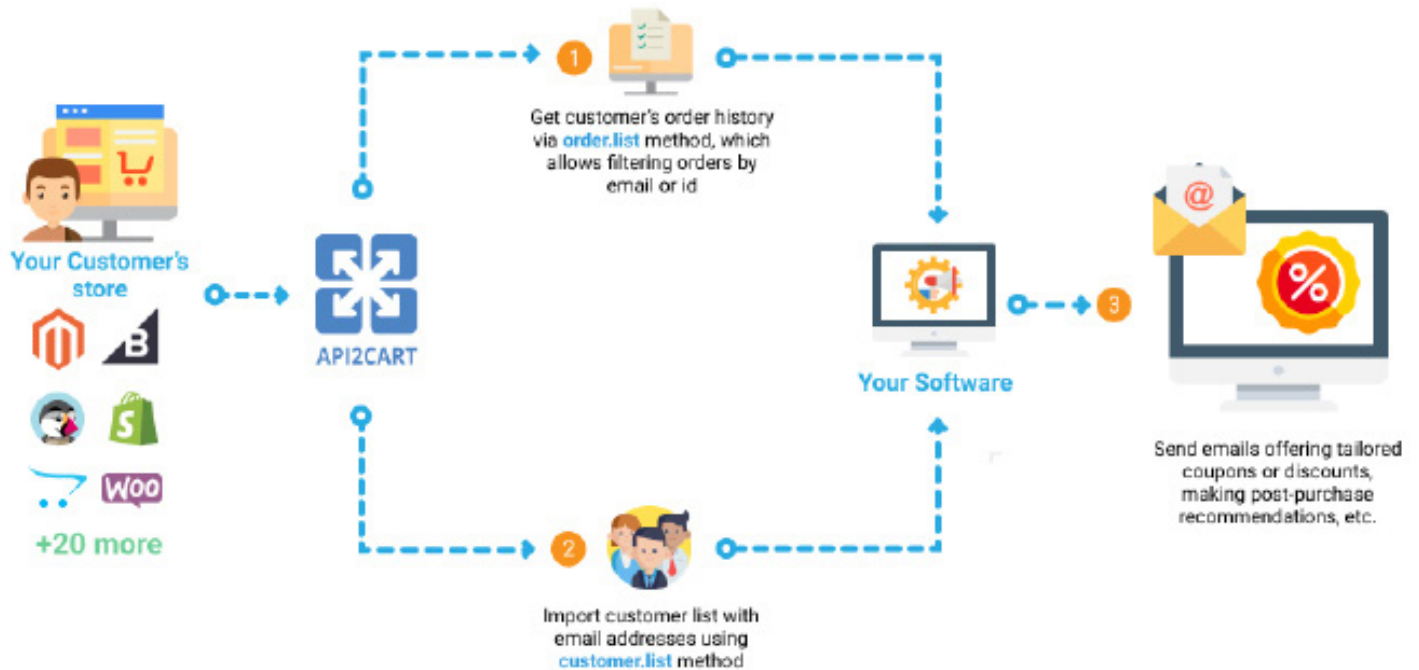 1
Get customer's order history
via order.list method, which
allows filtering orders by
email or id
Your Customer's
store
B
S
WOO
+20 more
API2CART
Your Software
2
Import customer list with
email addresses using
customer.list method
3
@
%
Send emails offering tailored
coupons or discounts,
making post-purchase
recommendations, etc.